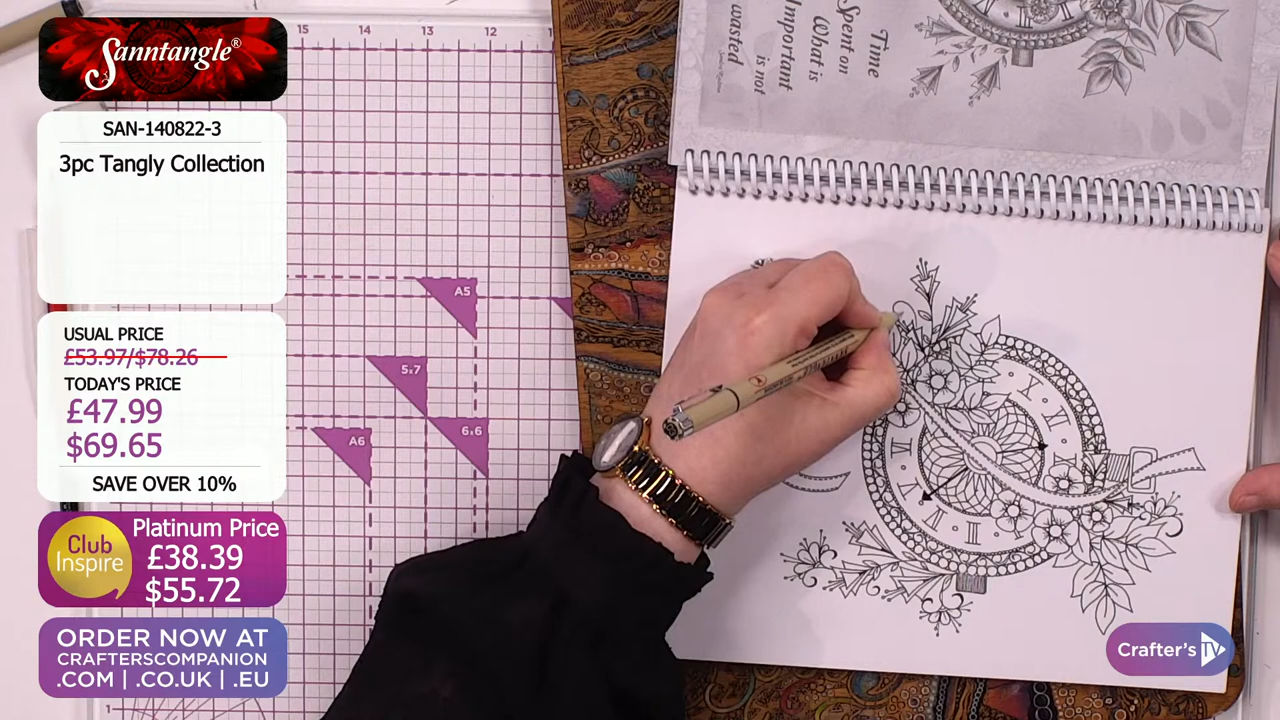 Sanntangle®
SAN-140822-3
3pc Tangly Collection
USUAL PRICE
£53.97/$78.26
TODAY'S PRICE
£47.99
$69.65
SAVE OVER 10%
Club
Inspire
Platinum Price
£38.39
$55.72
ORDER NOW AT
CRAFTERSCOMPANION
.COM | .CO.UK | .EU
15
14
13
12
A5
5x7
6x6
A6
1
Time
Spent on
What is
Important
is not
wasted
Crafter's TV